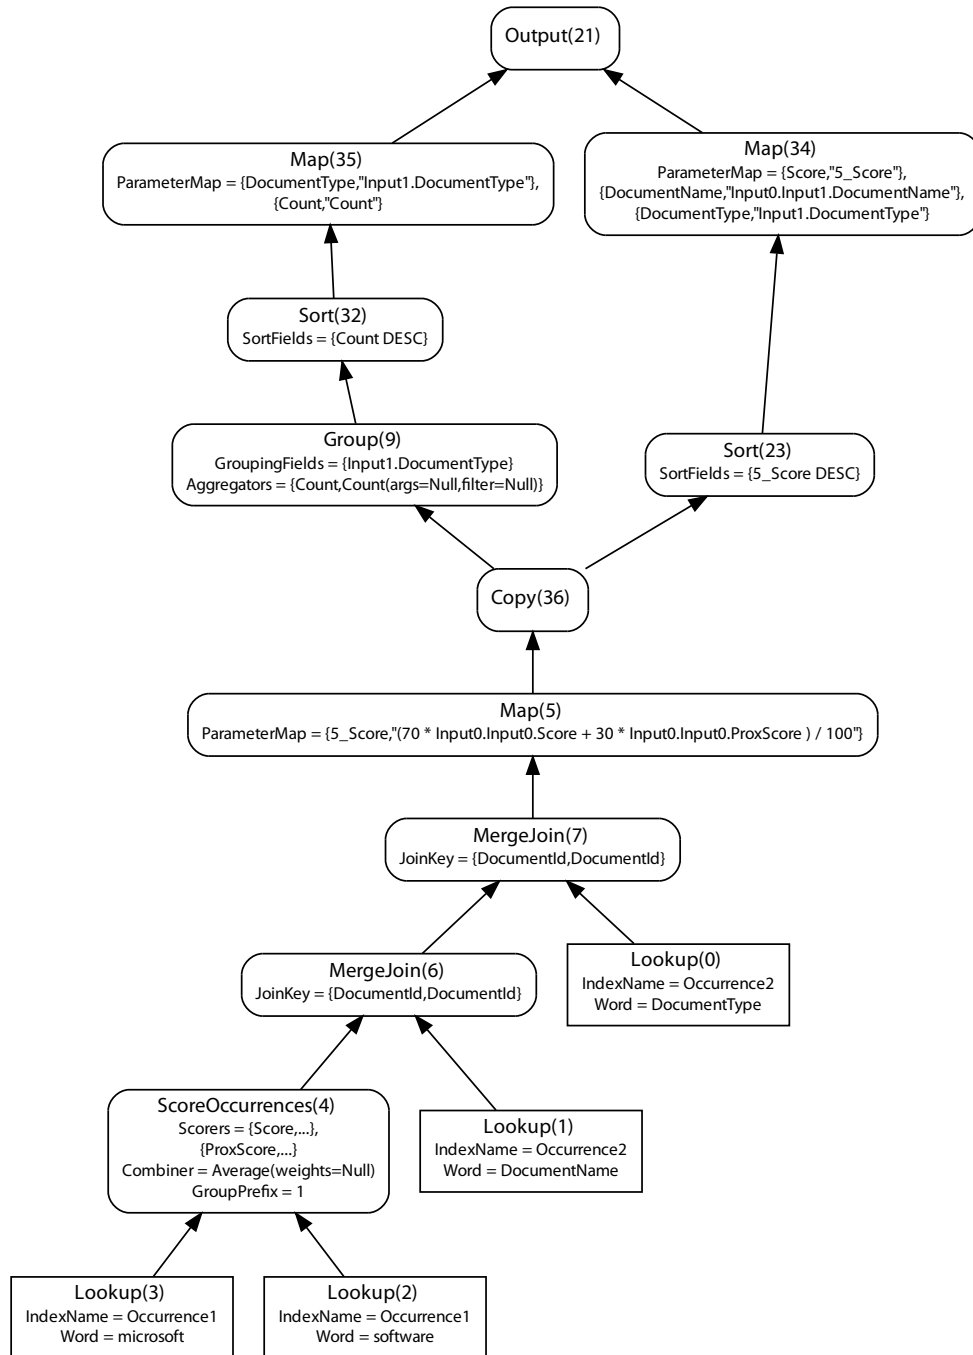 Output(21)
Map(35)
ParameterMap = {DocumentType,"Input1.DocumentType"},
{Count,"Count"}
Map(34)
ParameterMap = {Score,"5_Score"},
{DocumentName,"Input0.Input1.DocumentName"},
{DocumentType,"Input1.DocumentType"}
Sort(32)
SortFields = {Count DESC}
Group(9)
GroupingFields = {Input1.DocumentType}
Aggregators = {Count,Count(args=Null,filter=Null)}
Sort(23)
SortFields = {5_Score DESC}
Copy(36)
Map(5)
ParameterMap = {5_Score,"(70 * Input0.Input0.Score + 30 * Input0.Input0.ProxScore ) / 100"}
MergeJoin(7)
JoinKey = {DocumentId,DocumentId}
MergeJoin(6)
JoinKey = {DocumentId,DocumentId}
Lookup(0)
IndexName = Occurrence2
Word = DocumentType
ScoreOccurrences(4)
Scorers = {Score,...},
{ProxScore,...}
Combiner = Average(weights=Null)
GroupPrefix = 1
Lookup(1)
IndexName = Occurrence2
Word = DocumentName
Lookup(3)
IndexName = Occurrence1
Word = microsoft
Lookup(2)
IndexName = Occurrence1
Word = software